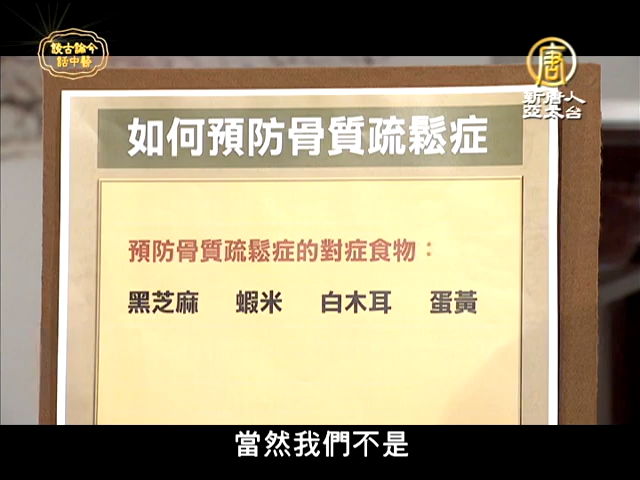 談古論今
話中醫
唐
新唐人
亞太台
如何預防骨質疏鬆症
預防骨質疏鬆症的對症食物：
黑芝麻 蝦米 白木耳 蛋黃
當然我們不是